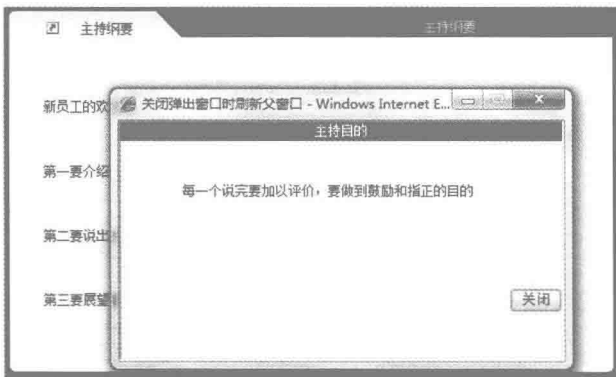 主持纲要
主持纲要
新员工的欢
关闭弹出窗口时刷新父窗口 - Windows Internet E...
主持目的
第一要介绍
每一个说完要加以评价，要做到鼓励和指正的目的
第二要说出
第三要展望
关闭